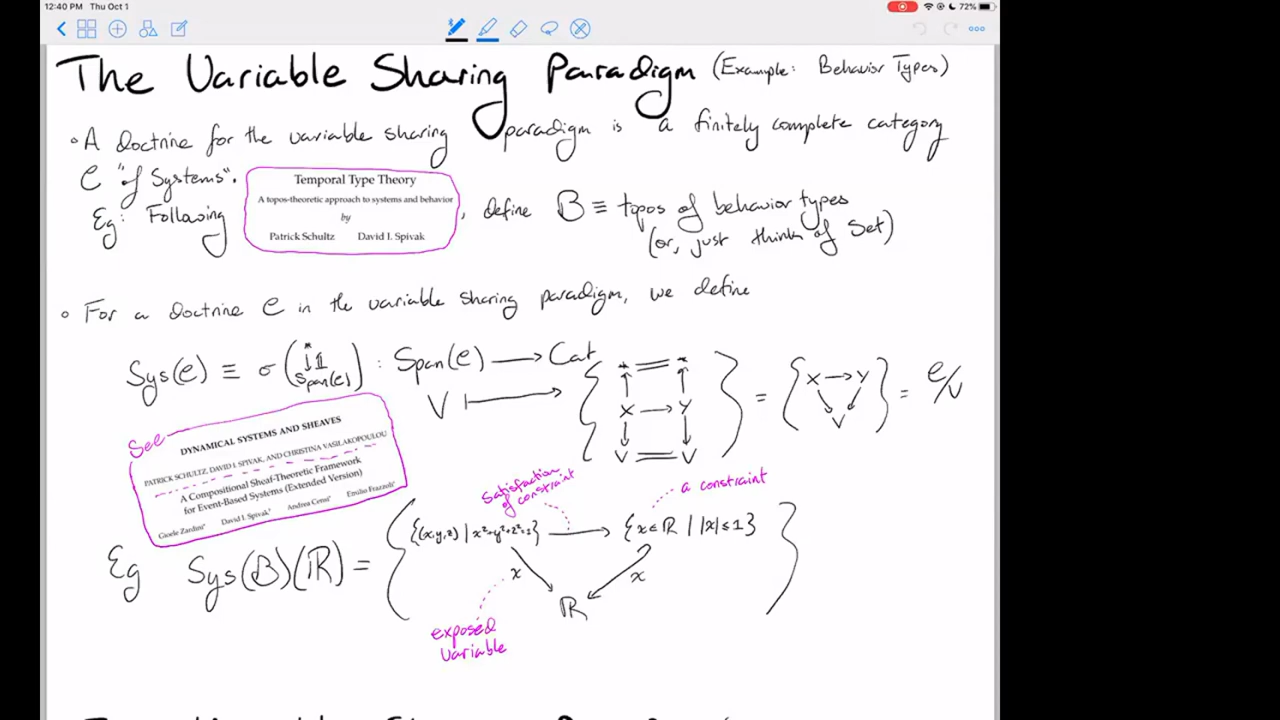 12:40 PM Thu Oct 1
72%
The Variable Sharing Paradigm (Example: Behavior Types)
• A doctrine for the variable sharing paradigm is a finitely complete category
C "of Systems".
Temporal Type Theory
A topos-theoretic approach to systems and behavior
by
Patrick Schultz David I. Spivak
Eg: Following , define B ≡ topos of behavior types
(or, just think of Set)
• For a doctrine C in the variable sharing paradigm, we define
Sys(C) ≡ σ ( : Span(C) → Cat
Span(C))
V ↦ { * = * X → Y V = V } = { X → Y V } = C/V
See
DYNAMICAL SYSTEMS AND SHEAVES
PATRICK SCHULTZ, DAVID I. SPIVAK, AND CHRISTINA VASILAKOPOULOU
A Compositional Sheaf-Theoretic Framework
for Event-Based Systems (Extended Version)
Gioele Zardini* David I. Spivak† Andrea Censi* Emilio Frazzoli*
Satisfaction
of constraint
a constraint
{(x,y,z) | x²+y²+z²=1} → {x ∈ ℝ | |x| ≤ 1}
Eg Sys(B)(ℝ) =
x x
ℝ
exposed
variable